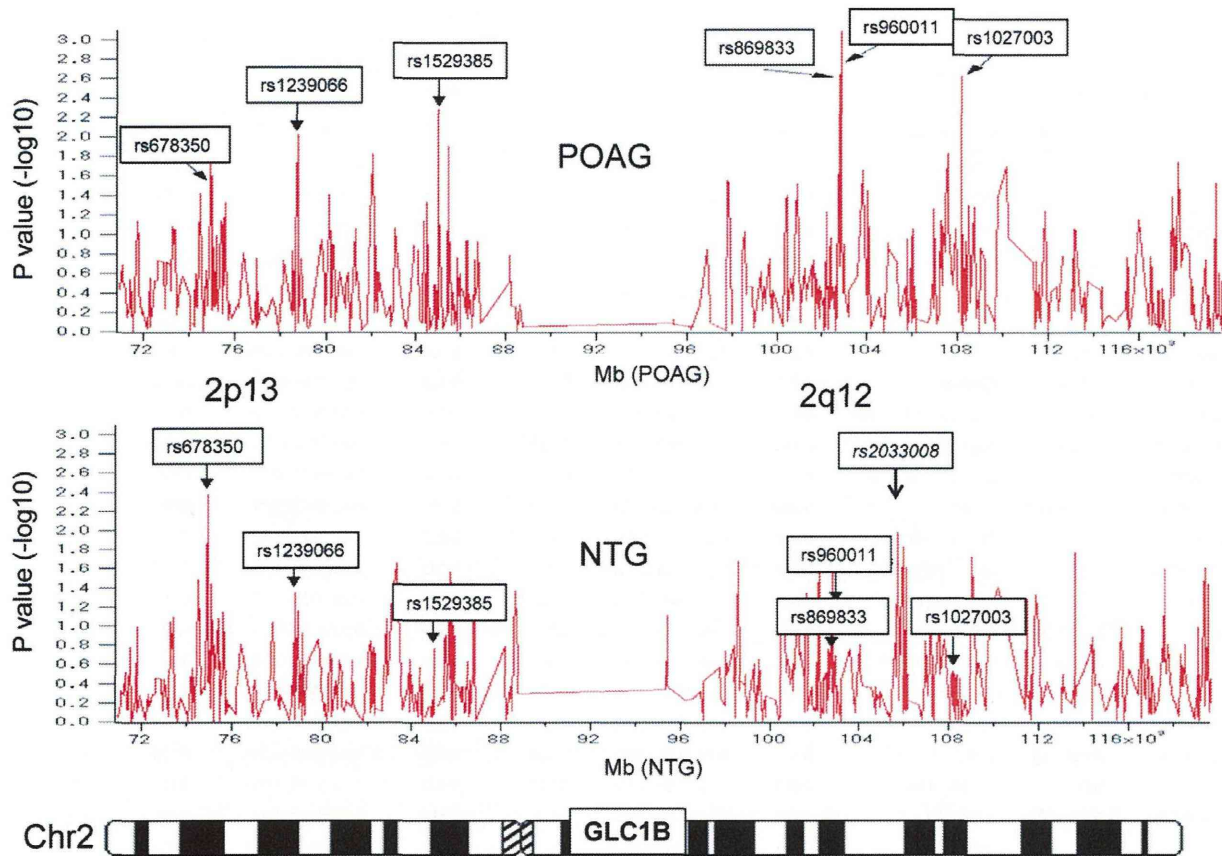 rs960011
rs869833
rs1027003
rs1529385
rs1239066
rs678350
POAG
P value (-log10)
3.0
2.8
2.6
2.4
2.2
2.0
1.8
1.6
1.4
1.2
1.0
0.8
0.6
0.4
0.2
0.0
72 76 80 84 88 92 96 100 104 108 112 116×10⁹
Mb (POAG)
2p13 2q12
rs678350
rs2033008
rs1239066
NTG
rs960011
rs1529385
rs869833
rs1027003
P value (-log10)
3.0
2.8
2.6
2.4
2.2
2.0
1.8
1.6
1.4
1.2
1.0
0.8
0.6
0.4
0.2
0.0
72 76 80 84 88 92 96 100 104 108 112 116×10⁹
Mb (NTG)
Chr2 GLC1B